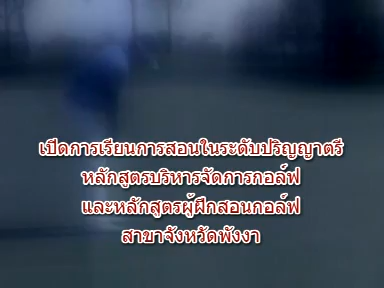 เปิดการเรียนการสอนในระดับปริญญาตรี
หลักสูตรบริหารจัดการกอล์ฟ
และหลักสูตรผู้ฝึกสอนกอล์ฟ
สาขาจังหวัดพังงา